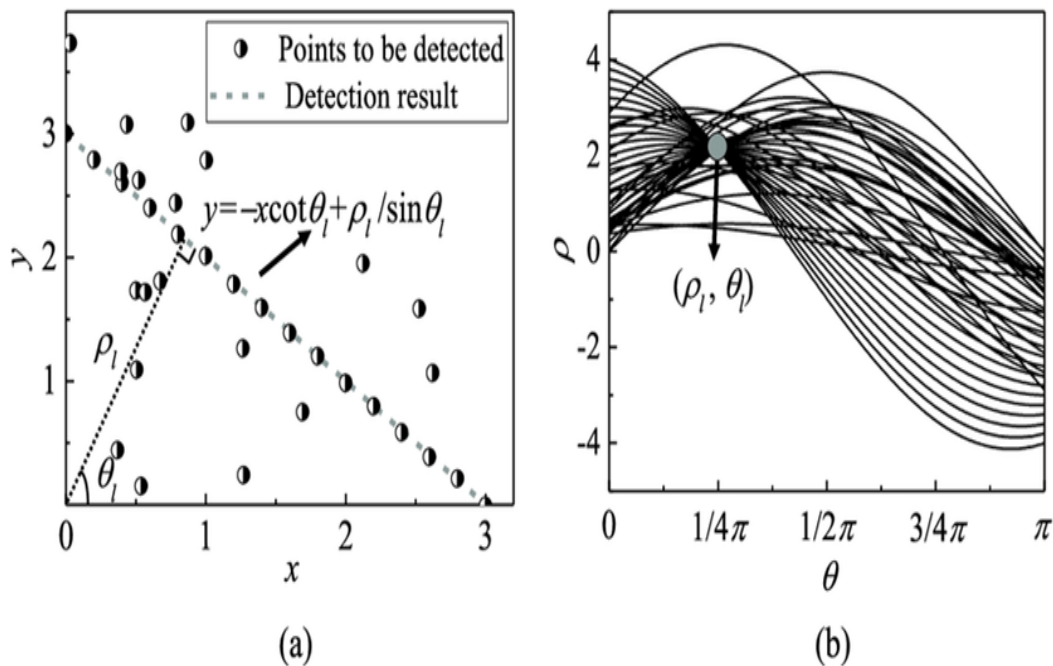 Points to be detected
Detection result
y=-xcotθl+ρl/sinθl
ρl
θl
y
3
2
1
0
1
2
3
x
(a)
ρ
4
2
0
-2
-4
(ρl, θl)
0
1/4π
1/2π
3/4π
π
θ
(b)